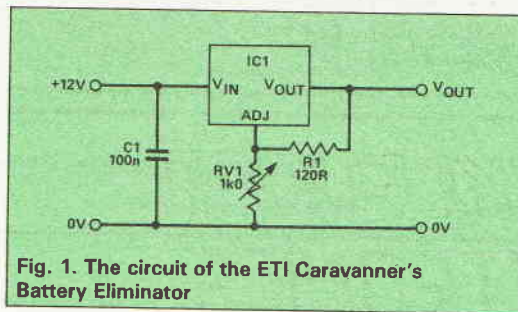 IC1
+12V
VIN
VOUT
VOUT
ADJ
C1
100n
RV1
1k0
R1
120R
0V
0V
Fig. 1. The circuit of the ETI Caravanner's
Battery Eliminator